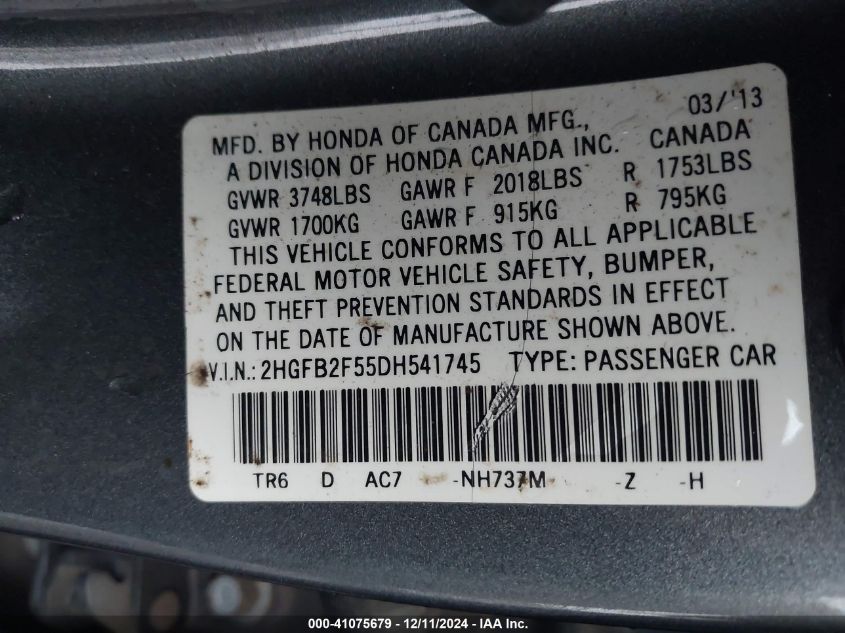 03/'13
MFD. BY HONDA OF CANADA MFG.,
A DIVISION OF HONDA CANADA INC. CANADA
GVWR 3748LBS GAWR F 2018LBS R 1753LBS
GVWR 1700KG GAWR F 915KG R 795KG
THIS VEHICLE CONFORMS TO ALL APPLICABLE
FEDERAL MOTOR VEHICLE SAFETY, BUMPER,
AND THEFT PREVENTION STANDARDS IN EFFECT
ON THE DATE OF MANUFACTURE SHOWN ABOVE.
V.I.N.: 2HGFB2F55DH541745 TYPE: PASSENGER CAR
TR6 D AC7 -NH737M -Z -H
000-41075679 - 12/11/2024 - IAA Inc.